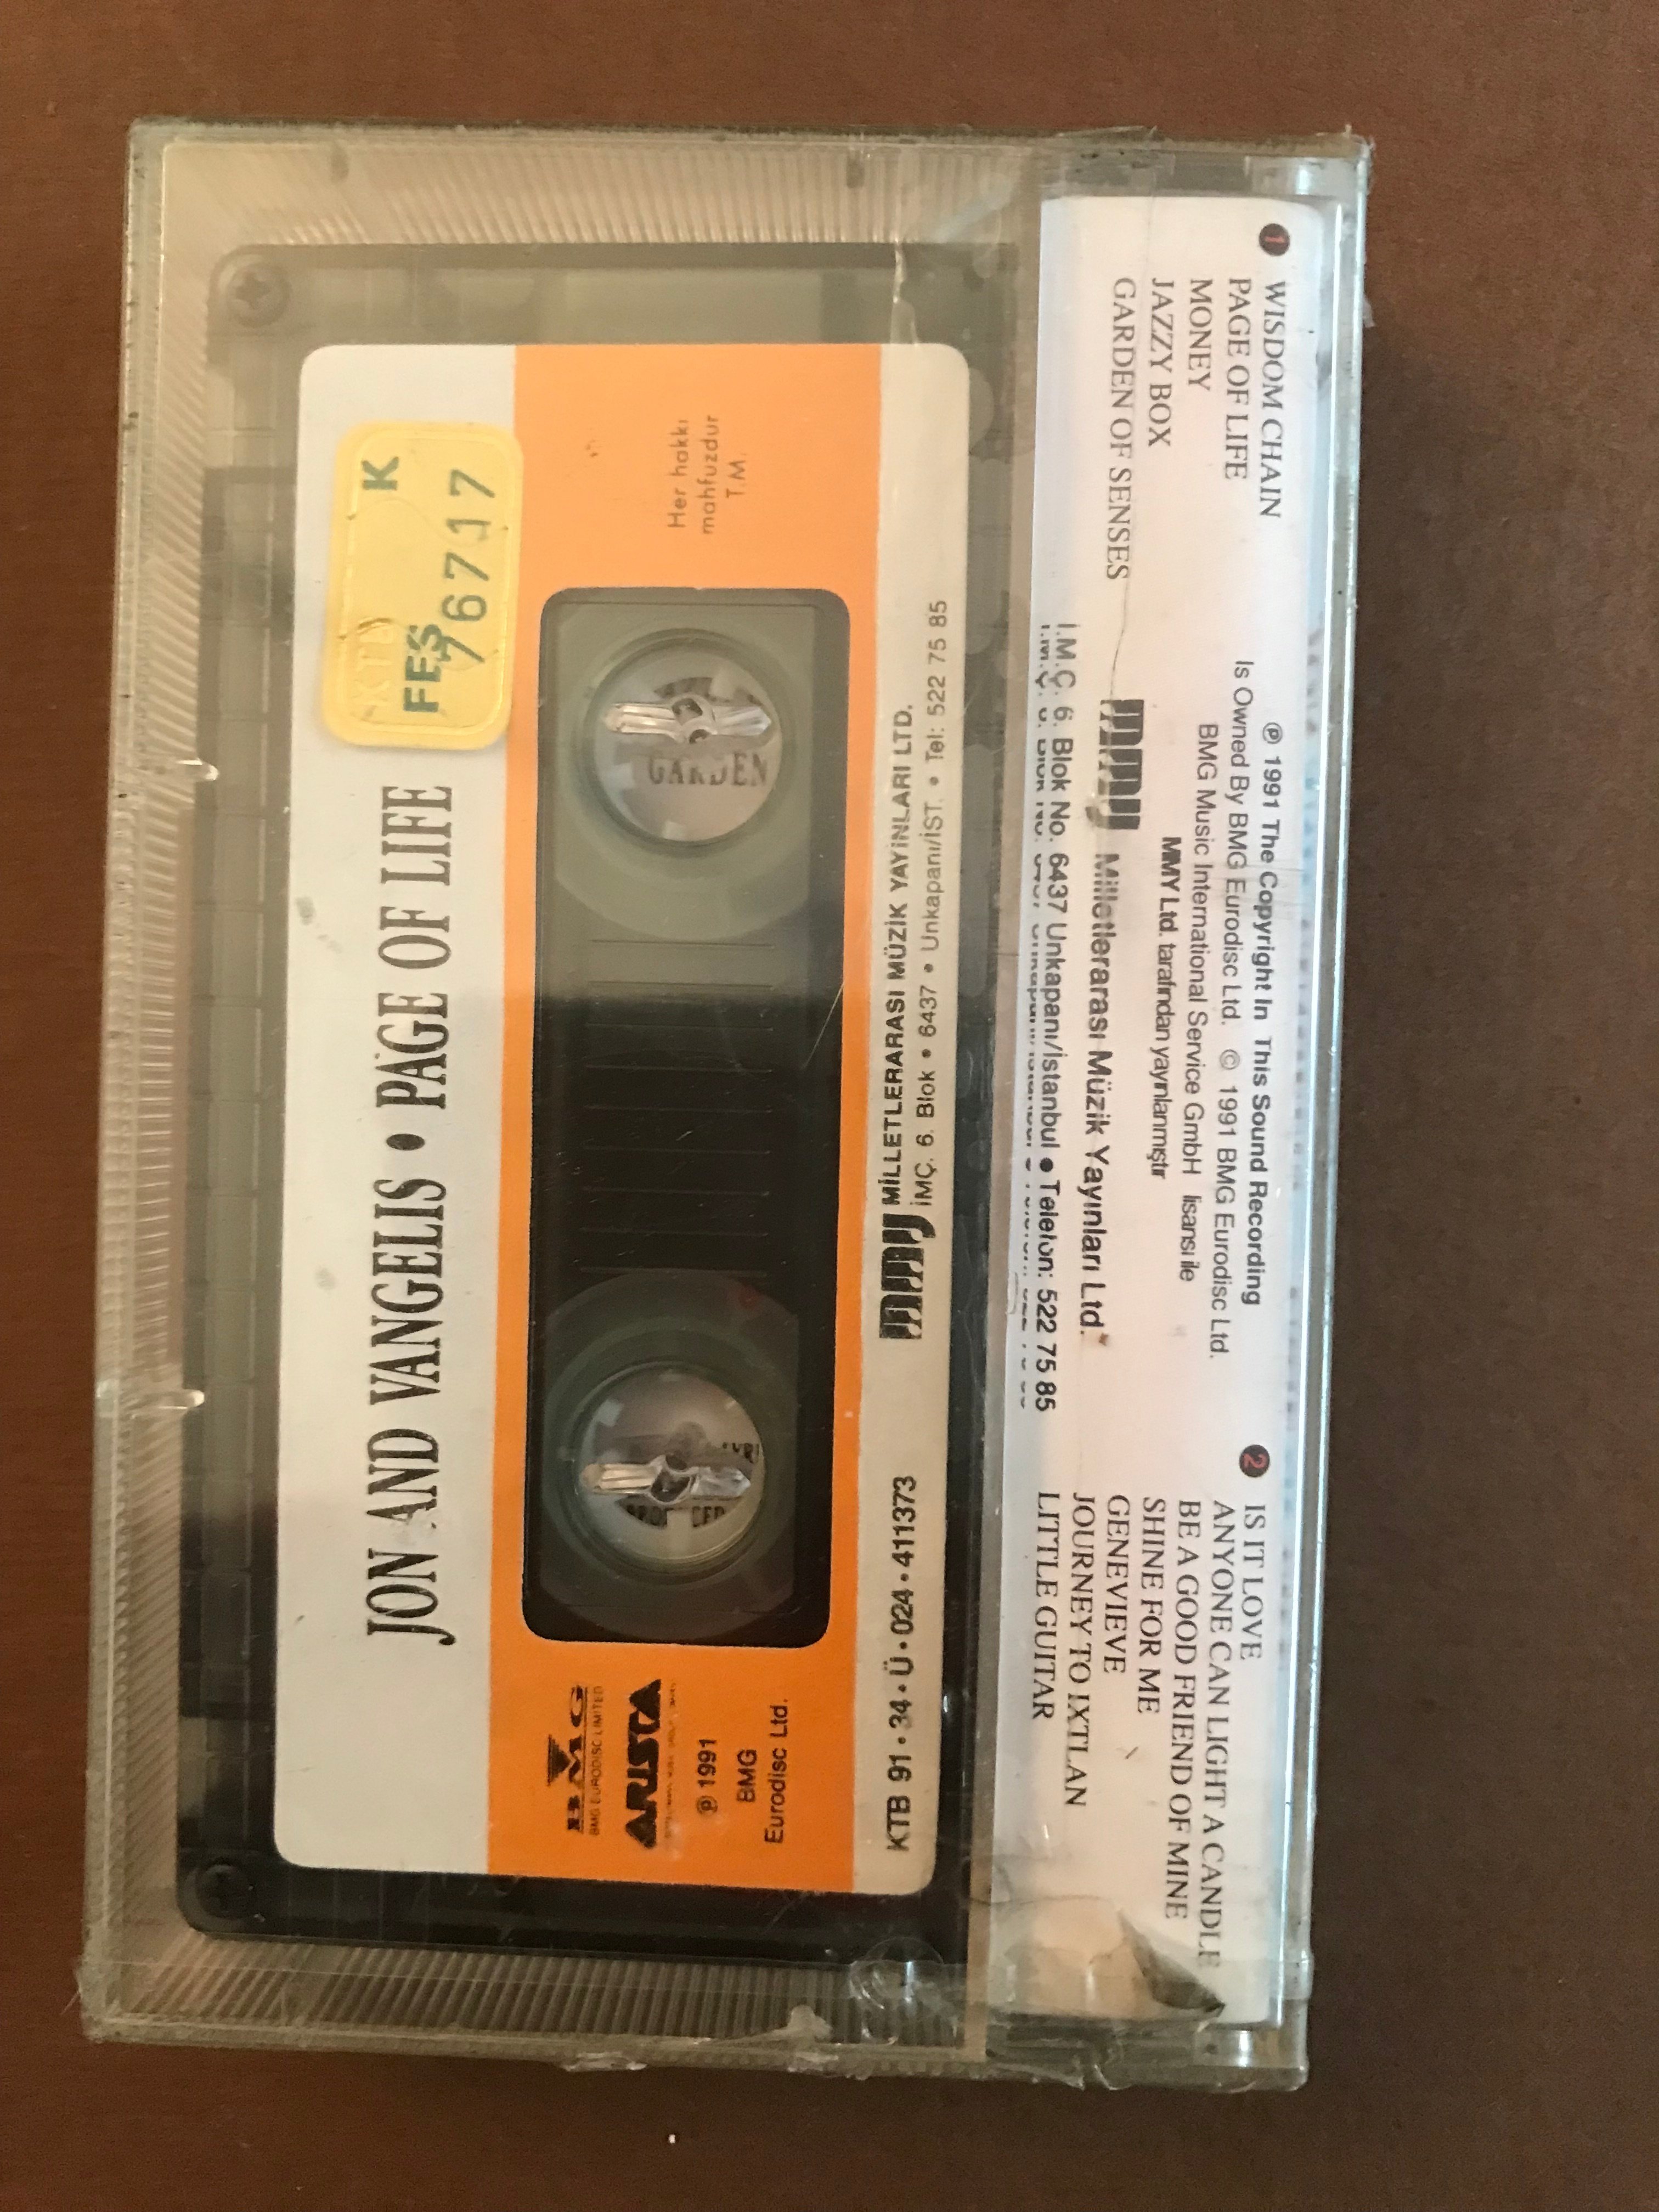 1 WISDOM CHAIN
PAGE OF LIFE
MONEY
JAZZY BOX
GARDEN OF SENSES
℗ 1991 The Copyright In This Sound Recording
Is Owned By BMG Eurodisc Ltd. © 1991 BMG Eurodisc Ltd.
BMG Music International Service GmbH lisansı ile
MMY Ltd. tarafından yayınlanmıştır
mmy Milletlerarası Müzik Yayınları Ltd.
İ.M.Ç. 6. Blok No. 6437 Unkapanı/İstanbul ● Telefon: 522 75 85
2 IS IT LOVE
ANYONE CAN LIGHT A CANDLE
BE A GOOD FRIEND OF MINE
SHINE FOR ME
GENEVIEVE
JOURNEY TO IXTLAN
LITTLE GUITAR
JON AND VANGELIS • PAGE OF LIFE
K
KTB
FES
76717
BMG
BMG EURODISC LIMITED
ARISTA
℗ 1991
BMG
Eurodisc Ltd.
GARDEN
Her hakkı
mahfuzdur
T.M.
KTB 91 • 34 • Ü • 024 • 411373
mmy MİLLETLERARASI MÜZİK YAYINLARI LTD.
İMÇ. 6. Blok • 6437 • Unkapanı/İST. • Tel: 522 75 85